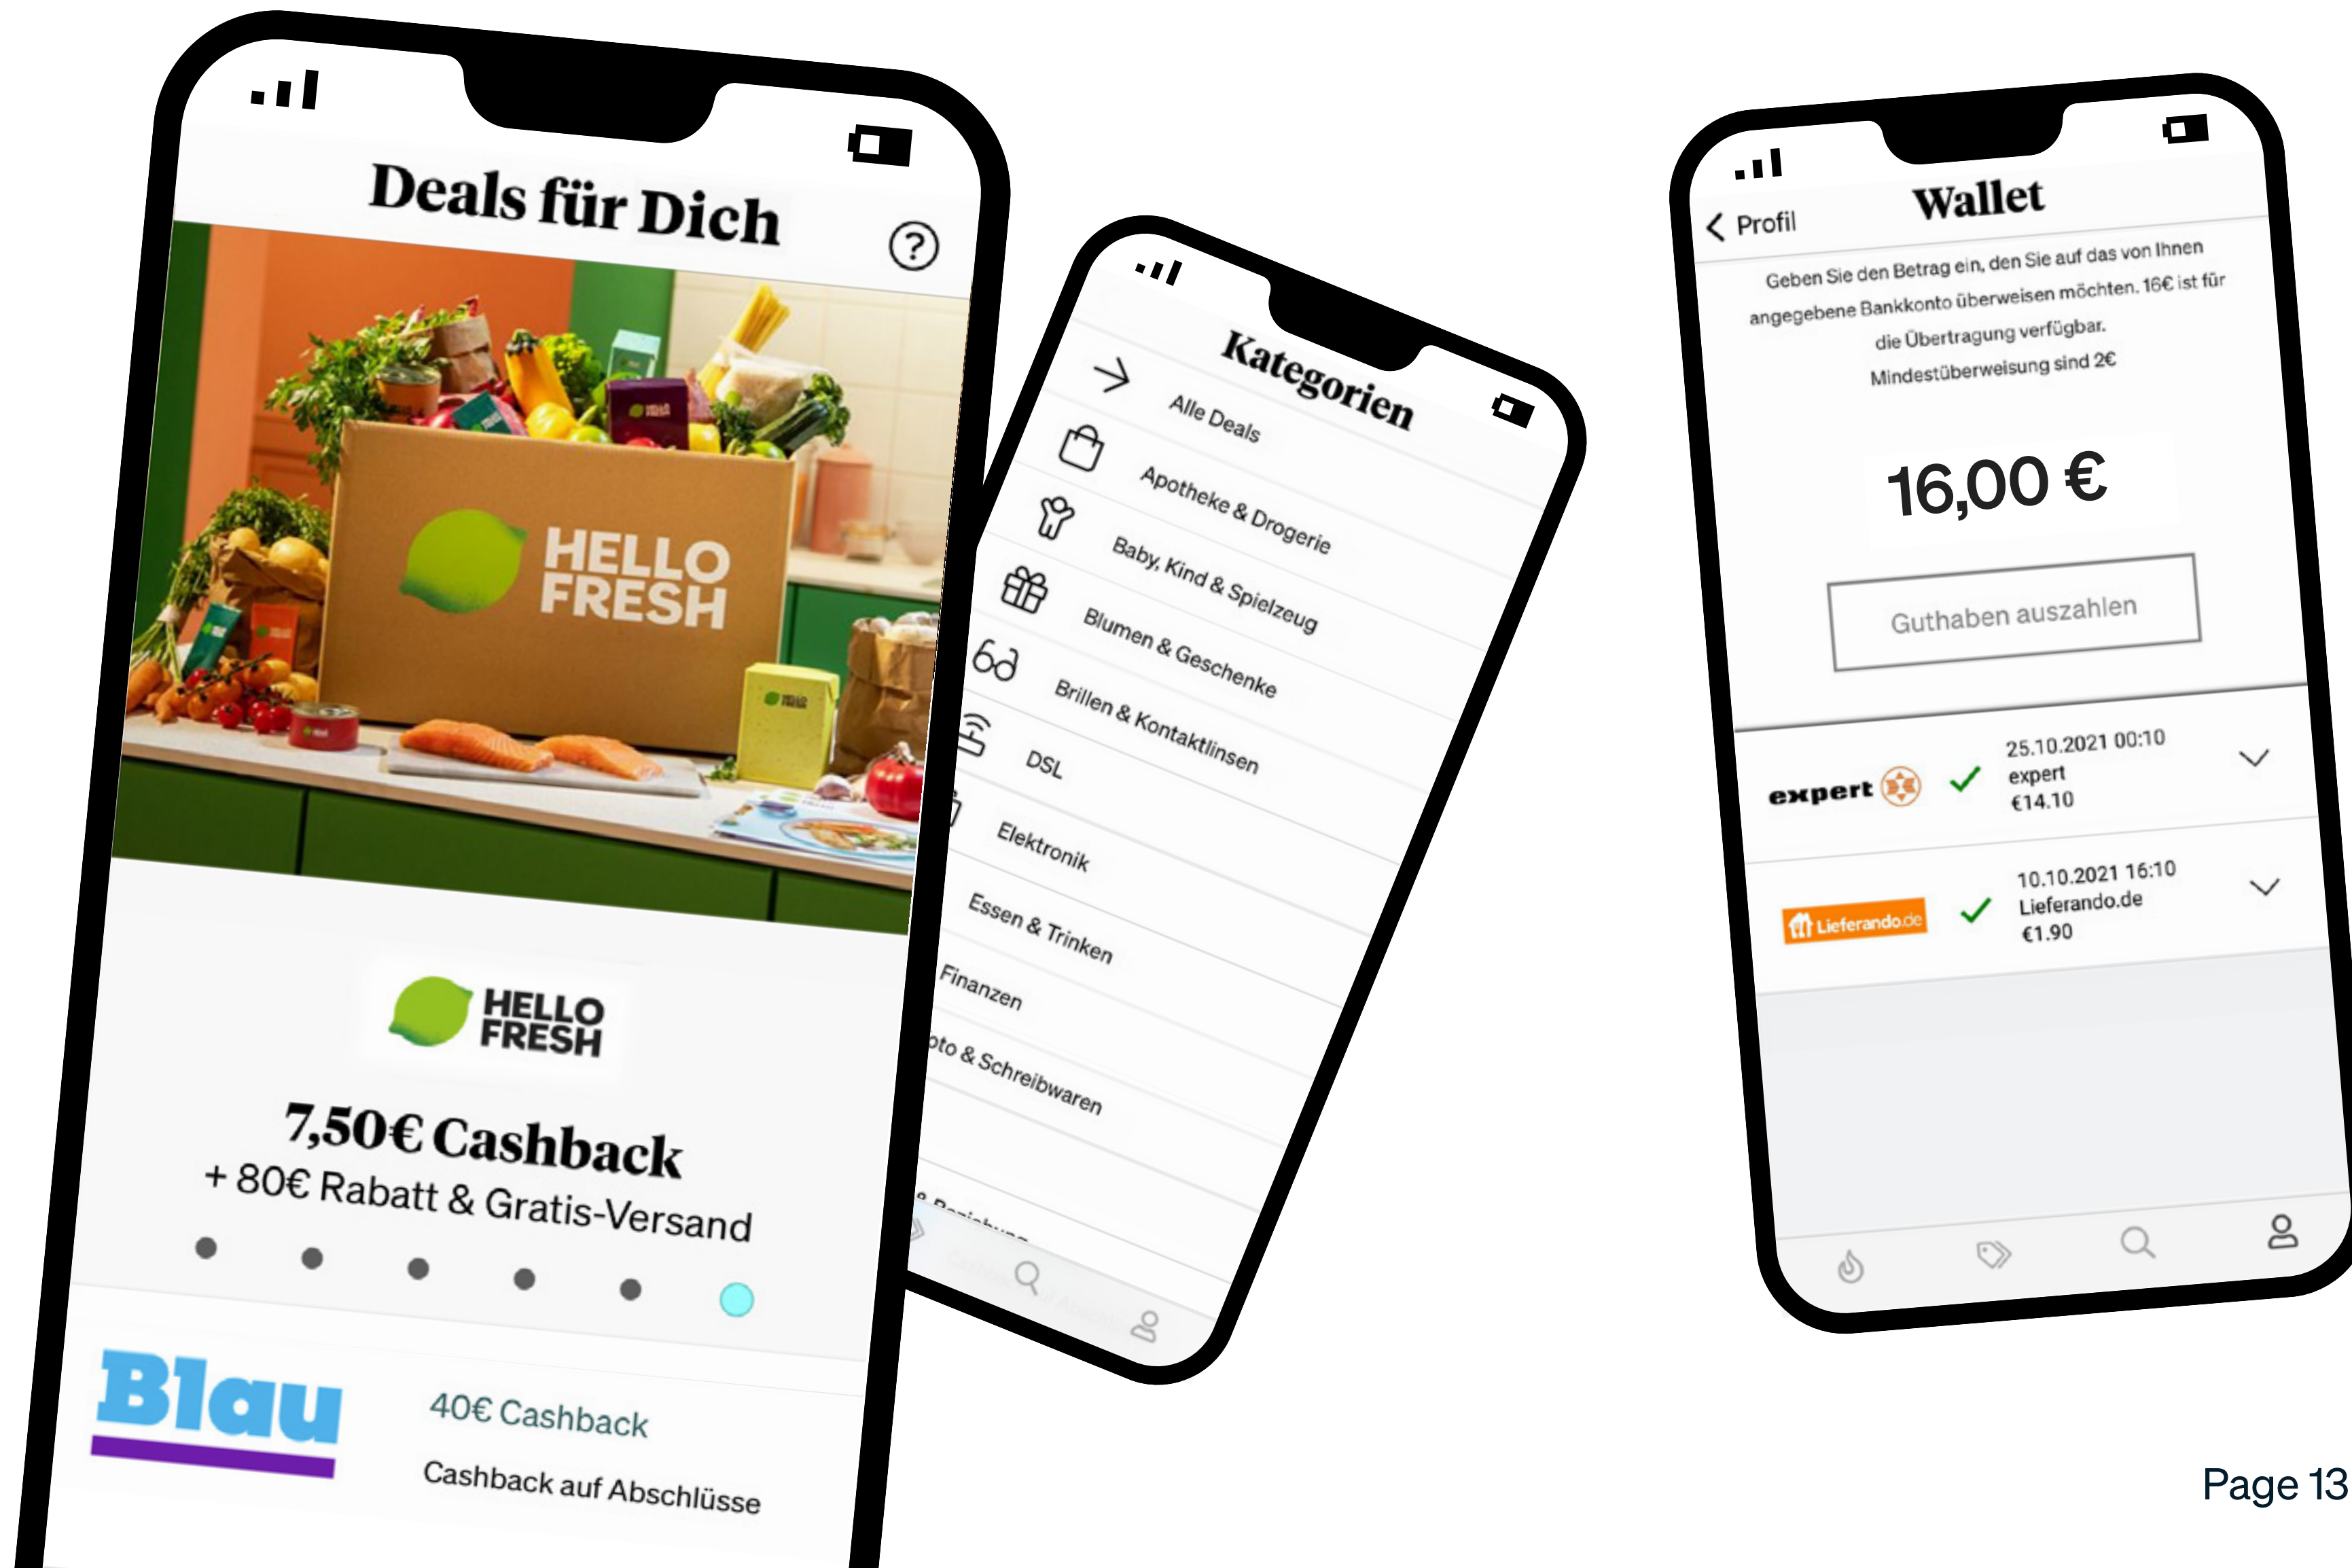 Deals für Dich
?
HELLO
FRESH
HELLO
FRESH
HELLO
FRESH
7,50€ Cashback
+ 80€ Rabatt & Gratis-Versand
Blau
40€ Cashback
Cashback auf Abschlüsse
Kategorien
Alle Deals
Apotheke & Drogerie
Baby, Kind & Spielzeug
Blumen & Geschenke
Brillen & Kontaktlinsen
DSL
Elektronik
Essen & Trinken
Finanzen
& Schreibwaren
Profil
Wallet
Geben Sie den Betrag ein, den Sie auf das von Ihnen
angegebene Bankkonto überweisen möchten. 16€ ist für
die Übertragung verfügbar.
Mindestüberweisung sind 2€
16,00 €
Guthaben auszahlen
expert
25.10.2021 00:10
expert
€14.10
Lieferando.de
10.10.2021 16:10
Lieferando.de
€1.90
Page 13